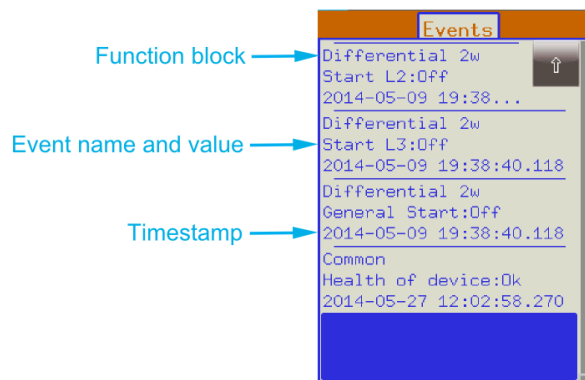 Events
Function block
Differential 2w
Start L2:Off
2014-05-09 19:38...
Differential 2w
Event name and value
Start L3:Off
2014-05-09 19:38:40.118
Differential 2w
General Start:Off
Timestamp
2014-05-09 19:38:40.118
Common
Health of device:Ok
2014-05-27 12:02:58.270